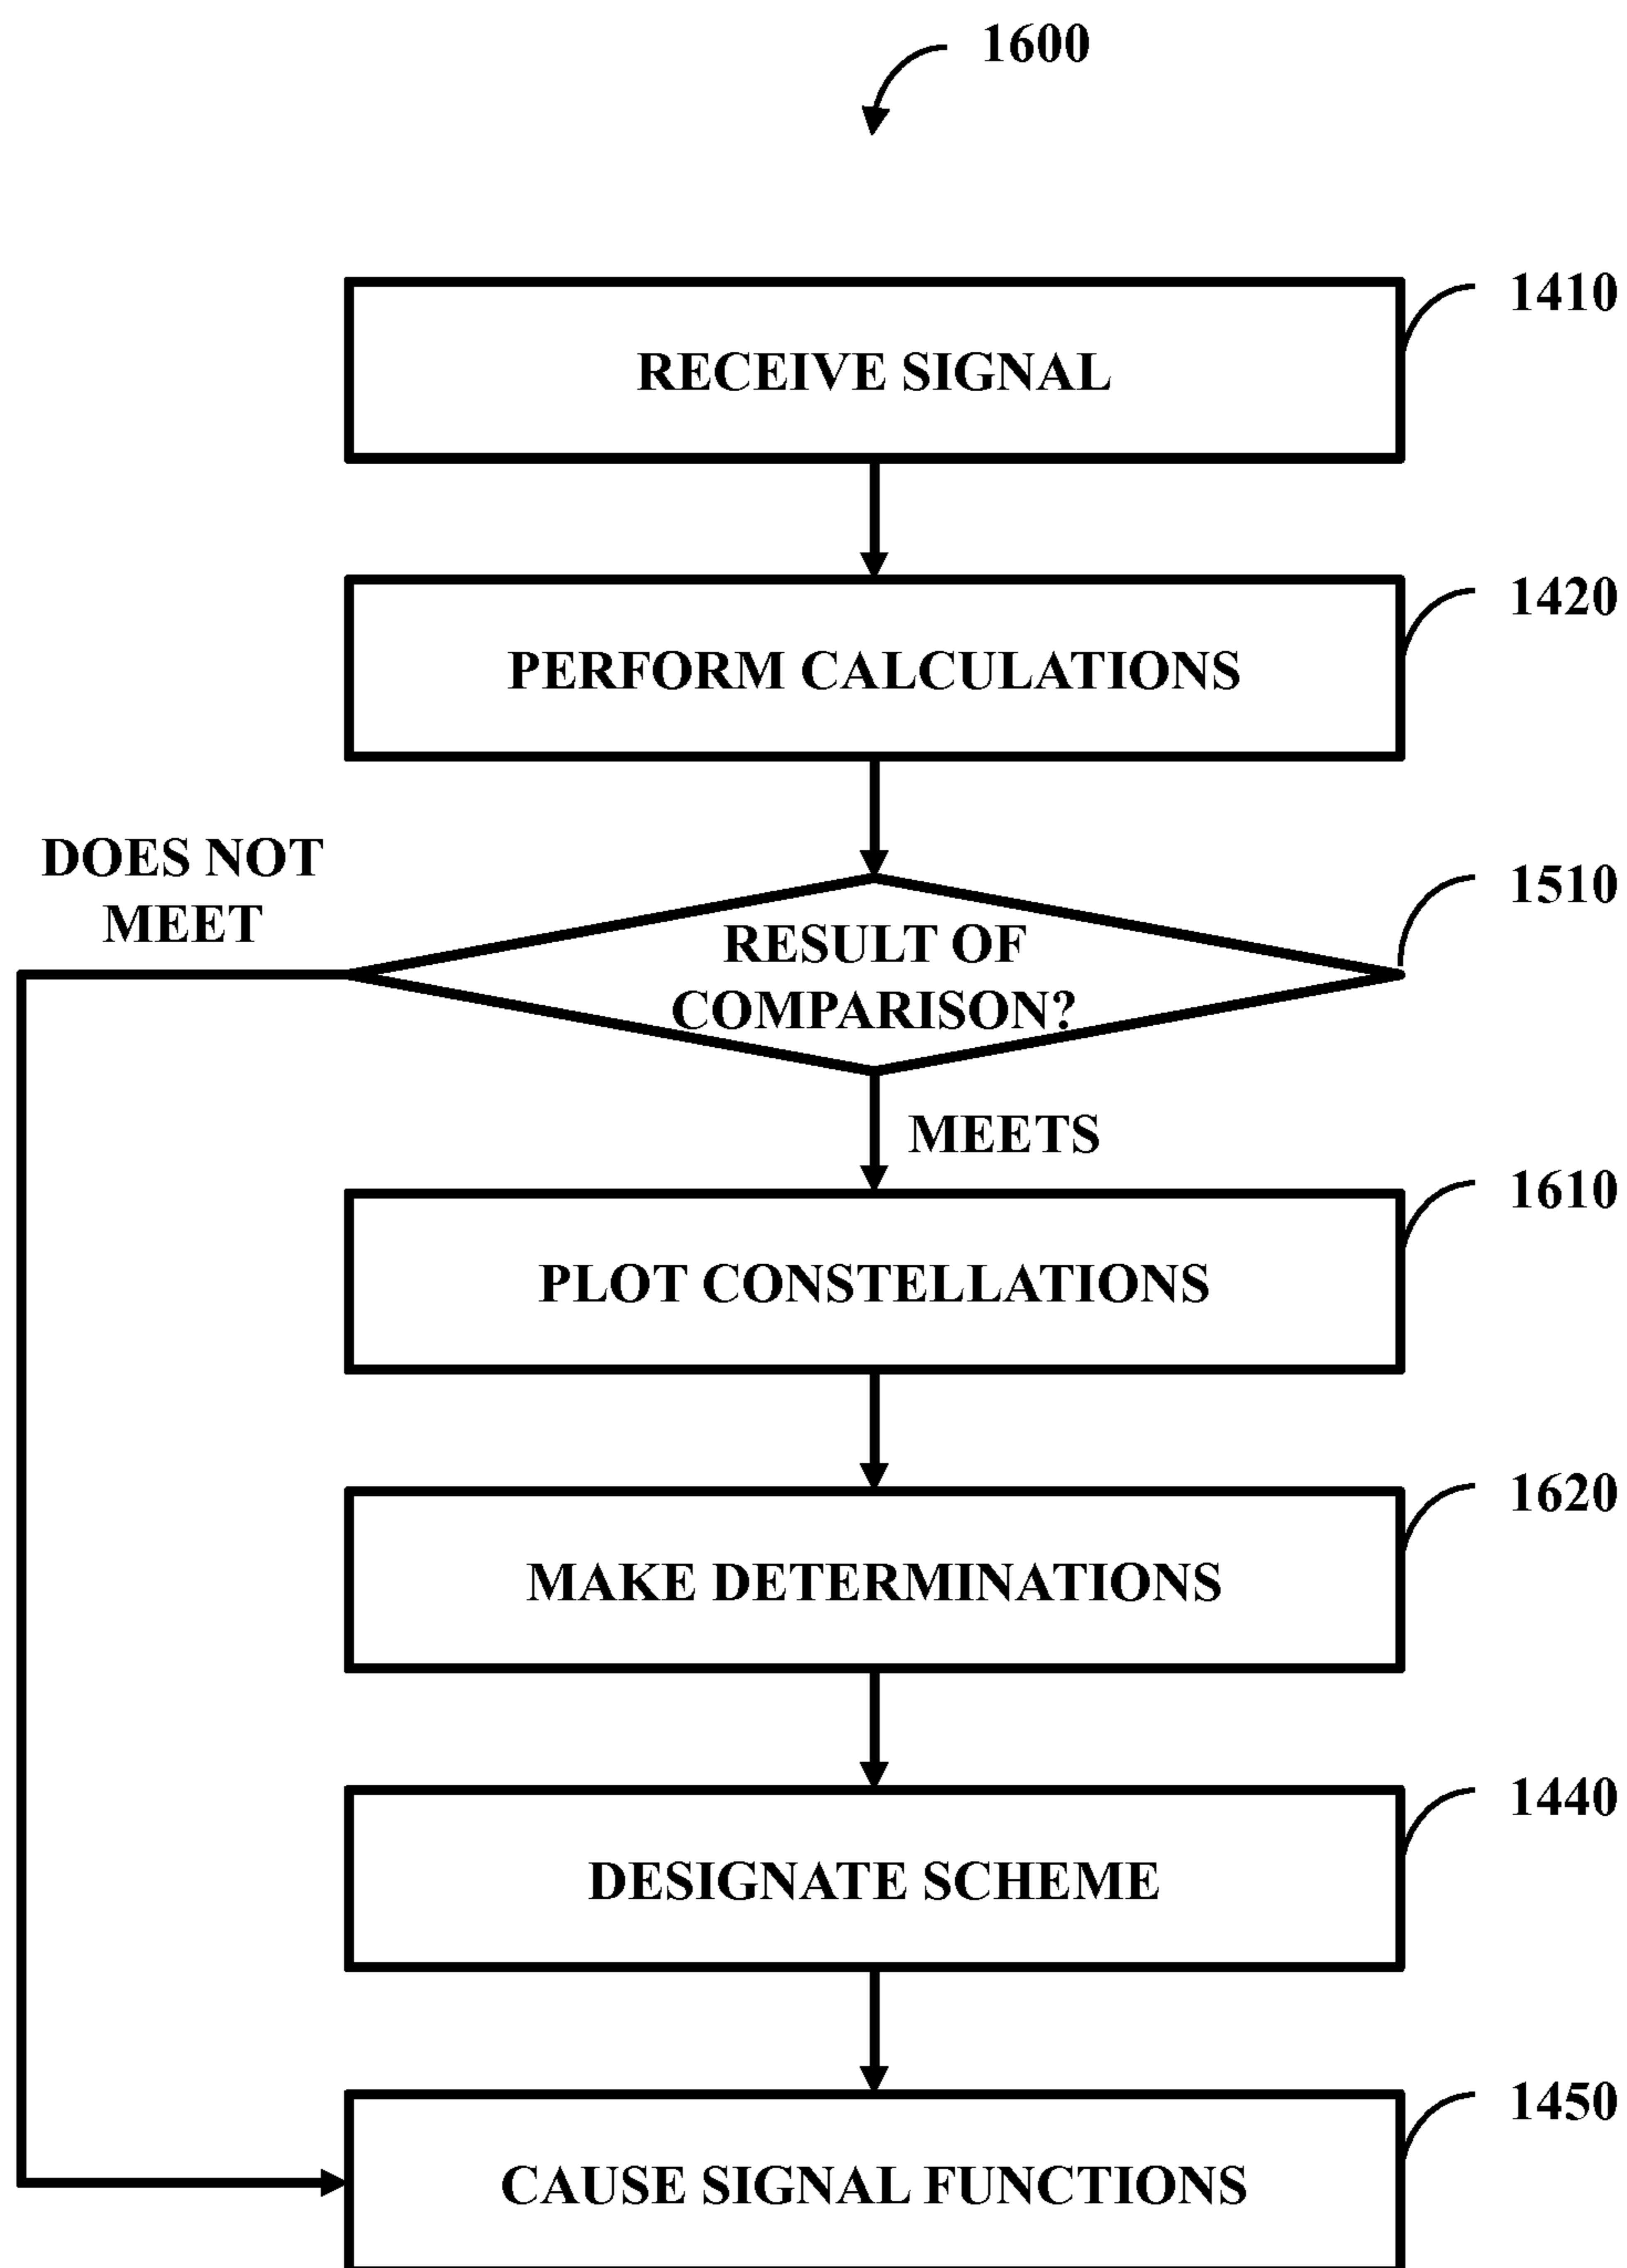 1600
RECEIVE SIGNAL
1410
PERFORM CALCULATIONS
1420
DOES NOT
MEET
RESULT OF
COMPARISON?
1510
MEETS
PLOT CONSTELLATIONS
1610
MAKE DETERMINATIONS
1620
DESIGNATE SCHEME
1440
CAUSE SIGNAL FUNCTIONS
1450